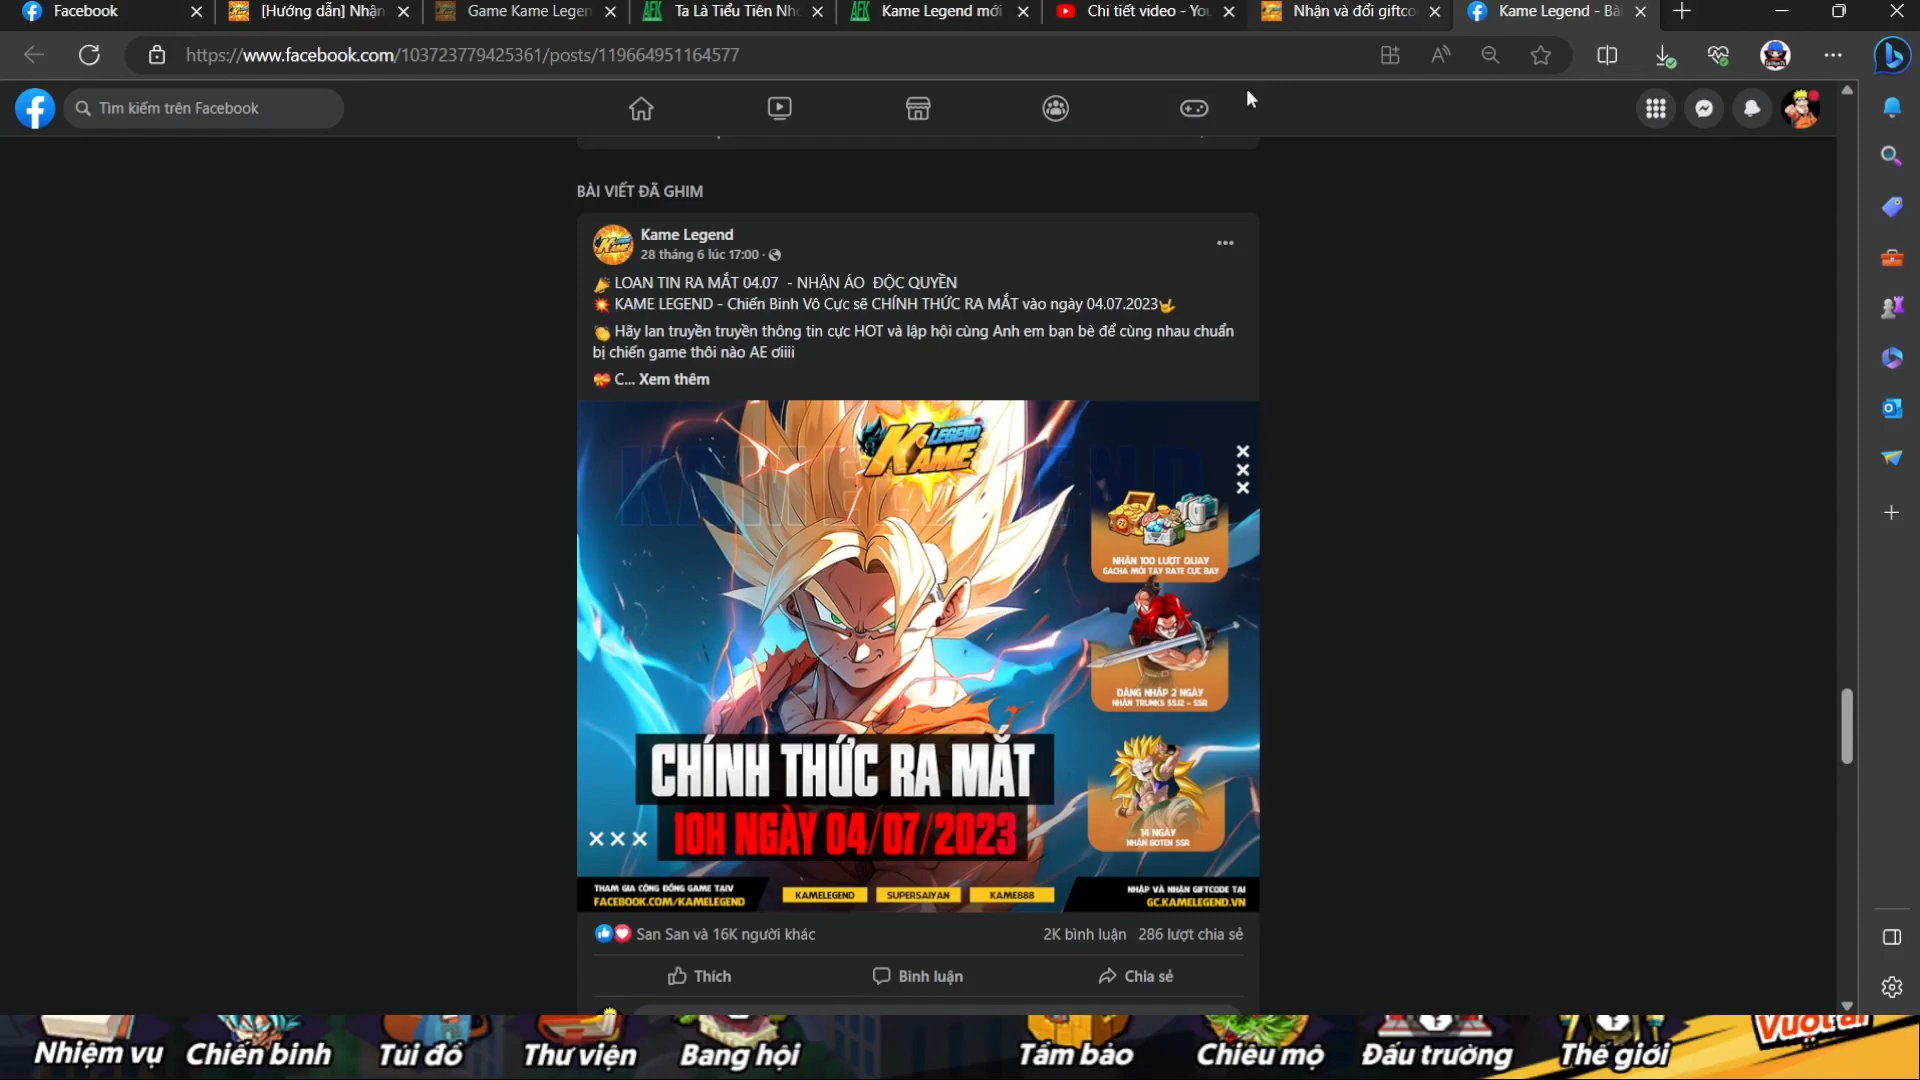 Facebook
[Hướng dẫn] Nhận
Game Kame Legen
Ta Là Tiểu Tiên Nh
Kame Legend mới
Chi tiết video - You
Nhận và đổi giftco
Kame Legend - Bài
https://www.facebook.com/103723779425361/posts/119664951164577
Tìm kiếm trên Facebook
BÀI VIẾT ĐÃ GHIM
Kame Legend
28 tháng 6 lúc 17:00 ·
LOAN TIN RA MẮT 04.07 - NHẬN ÁO ĐỘC QUYỀN
KAME LEGEND - Chiến Binh Vô Cực sẽ CHÍNH THỨC RA MẮT vào ngày 04.07.2023
Hãy lan truyền truyền thông tin cực HOT và lập hội cùng Anh em bạn bè để cùng nhau chuẩn
bị chiến game thôi nào AE ơiiii
C... Xem thêm
KAME LEGEND
LEGEND
KAME
NHẬN 100 LƯỢT QUAY
GACHA MỎI TAY RATE CỰC BAY
ĐĂNG NHẬP 2 NGÀY
NHẬN TRUNKS SSJ2 - SSR
14 NGÀY
NHẬN GOTEN SSR
CHÍNH THỨC RA MẮT
10H NGÀY 04/07/2023
THAM GIA CỘNG ĐỒNG GAME TẠIV
FACEBOOK.COM/KAMELEGEND
KAMELEGEND
SUPERSAIYAN
KAME888
NHẬP VÀ NHẬN GIFTCODE TẠI
GC.KAMELEGEND.VN
San San và 16K người khác
2K bình luận 286 lượt chia sẻ
Thích
Bình luận
Chia sẻ
Nhiệm vụ
Chiến binh
Túi đồ
Thư viện
Bang hội
Tầm bảo
Chiêu mộ
Đấu trường
Thế giới
Vượt ải